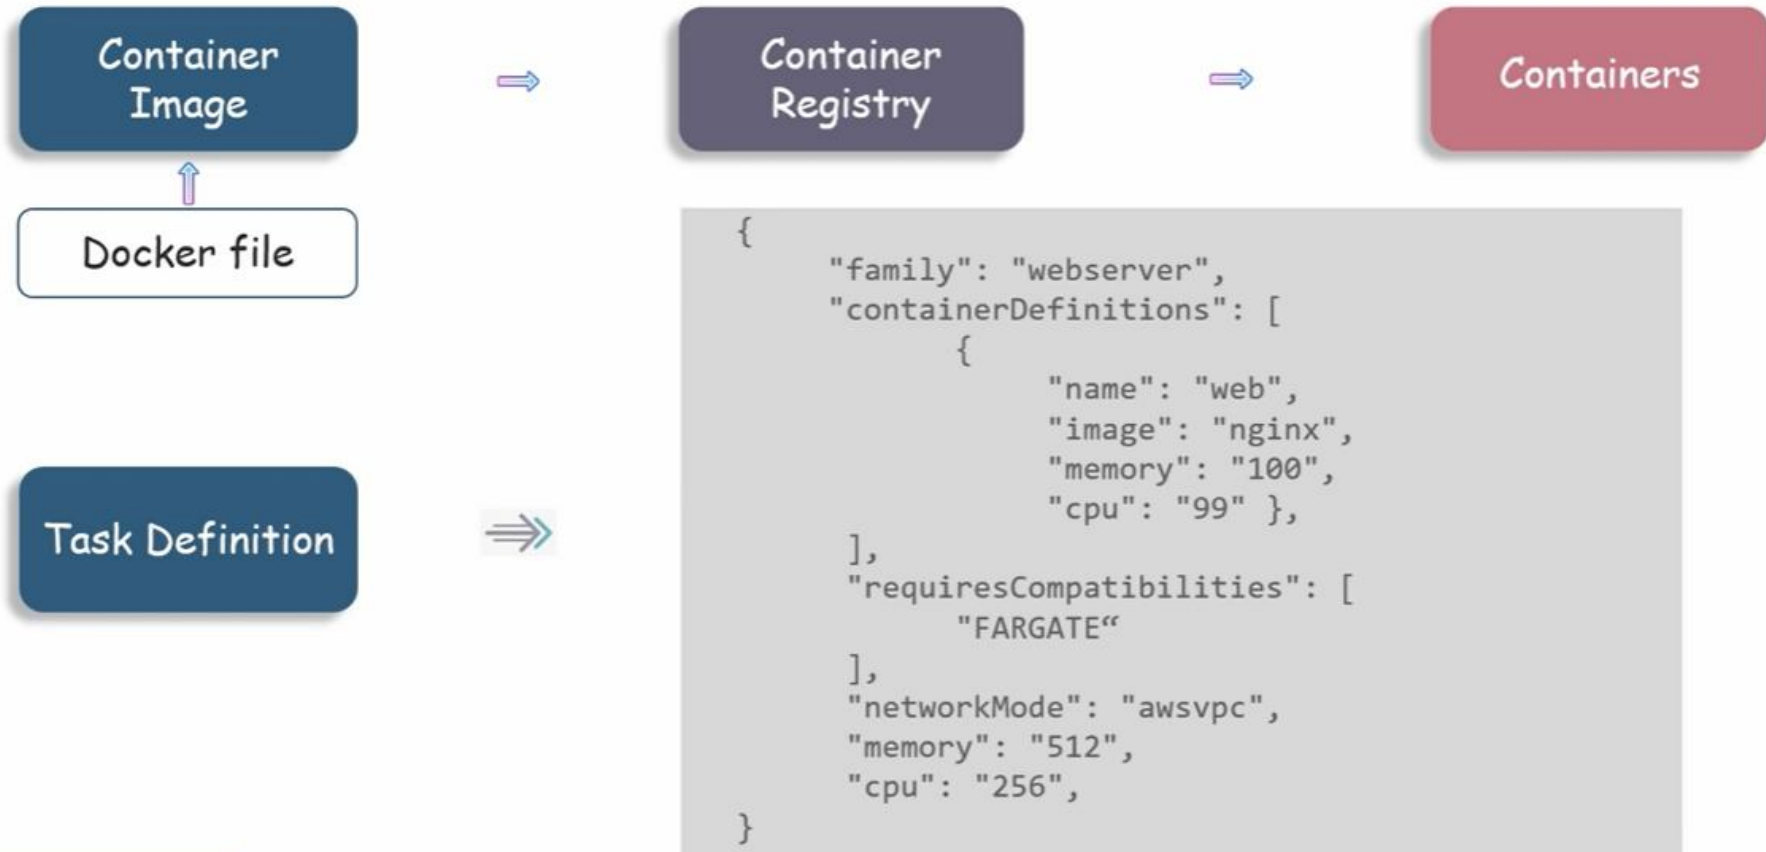 Container
Image
Container
Registry
Containers
Docker file
Task Definition
{
"family": "webserver",
"containerDefinitions": [
{
"name": "web",
"image": "nginx",
"memory": "100",
"cpu": "99" },
],
"requiresCompatibilities": [
"FARGATE“
],
"networkMode": "awsvpc",
"memory": "512",
"cpu": "256",
}